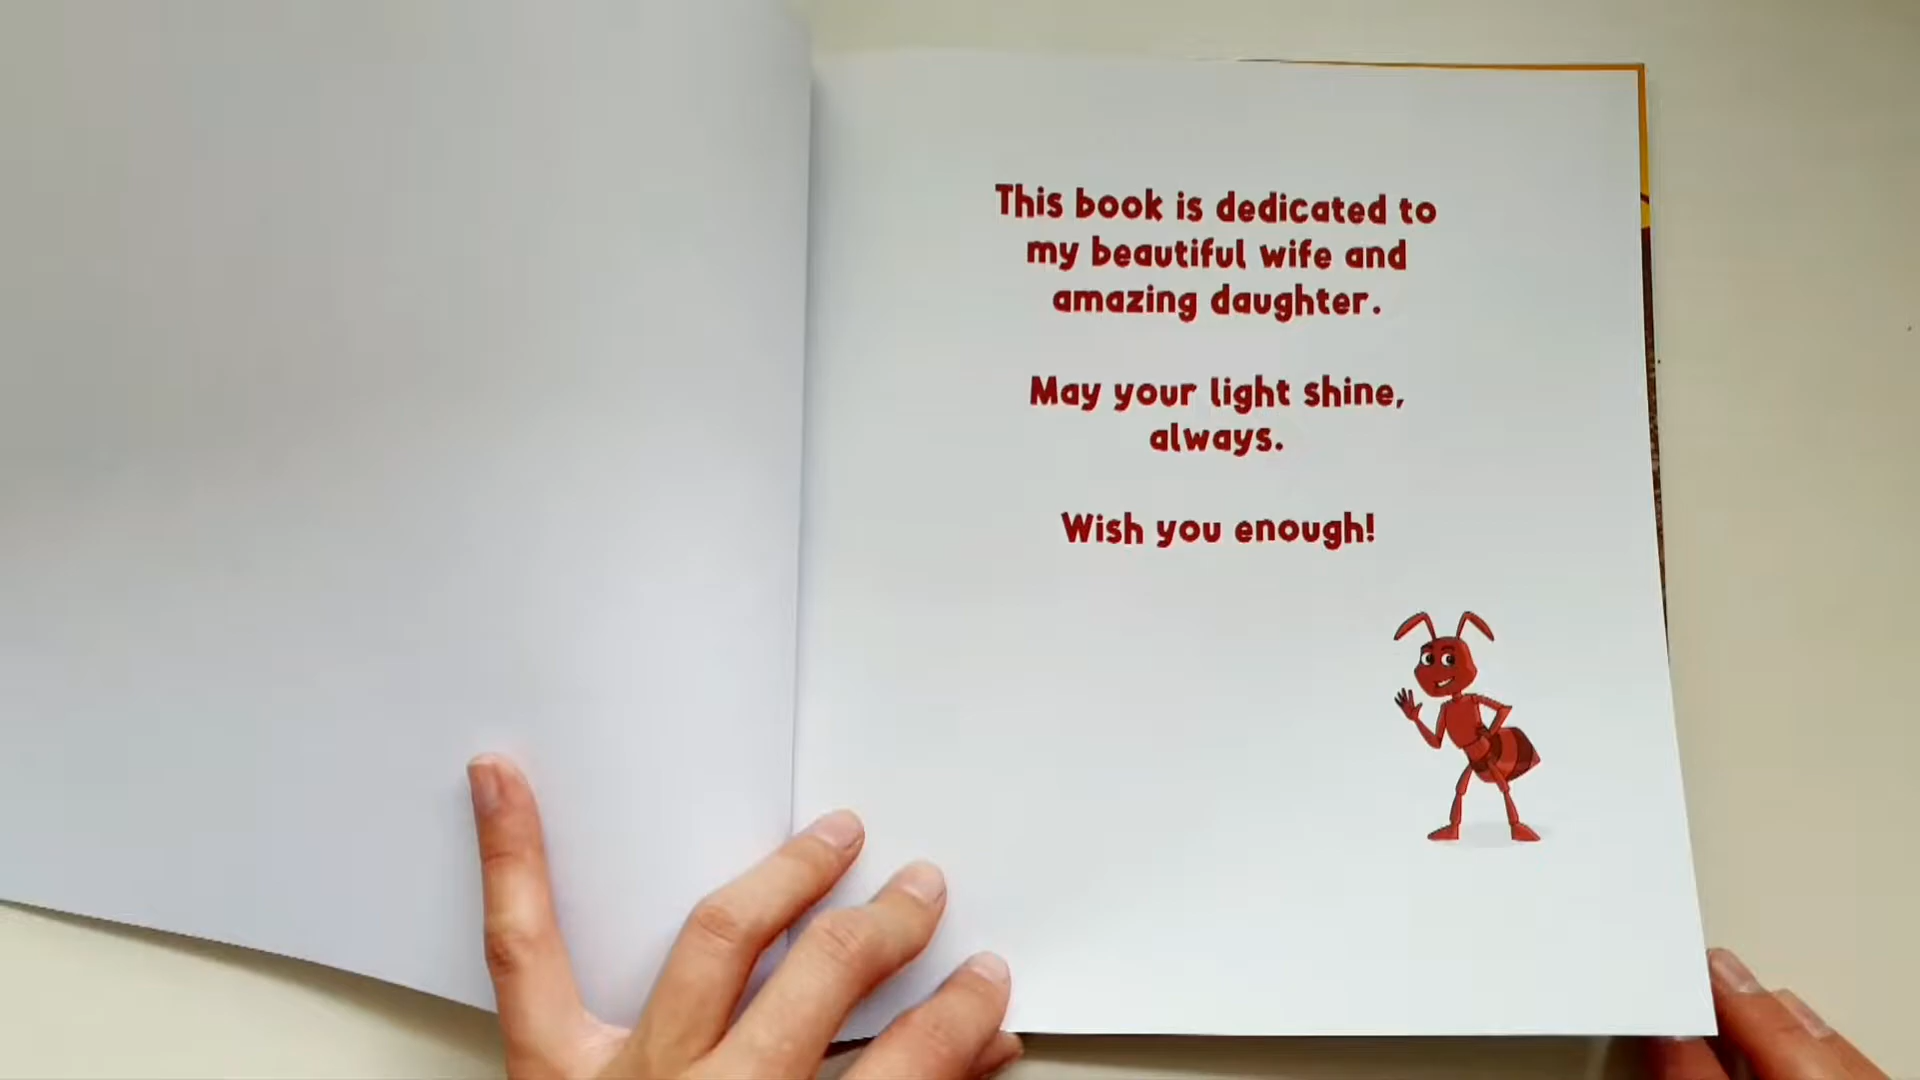 This book is dedicated to
my beautiful wife and
amazing daughter.
May your light shine,
always.
Wish you enough!